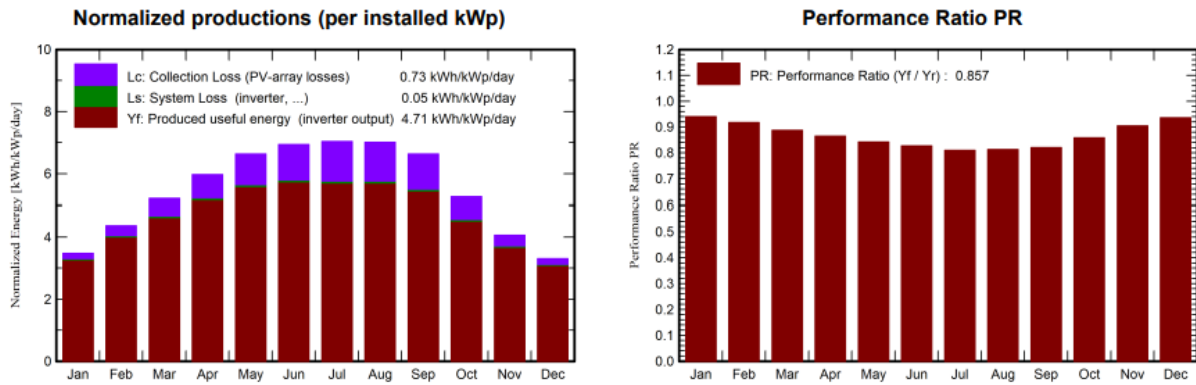 Normalized productions (per installed kWp)
Normalized Energy [kWh/kWp/day]
10
8
6
4
2
0
Lc: Collection Loss (PV-array losses) 0.73 kWh/kWp/day
Ls: System Loss (inverter, ...) 0.05 kWh/kWp/day
Yf: Produced useful energy (inverter output) 4.71 kWh/kWp/day
Jan Feb Mar Apr May Jun Jul Aug Sep Oct Nov Dec
Performance Ratio PR
Performance Ratio PR
1.2
1.1
1.0
0.9
0.8
0.7
0.6
0.5
0.4
0.3
0.2
0.1
0.0
PR: Performance Ratio (Yf / Yr) : 0.857
Jan Feb Mar Apr May Jun Jul Aug Sep Oct Nov Dec